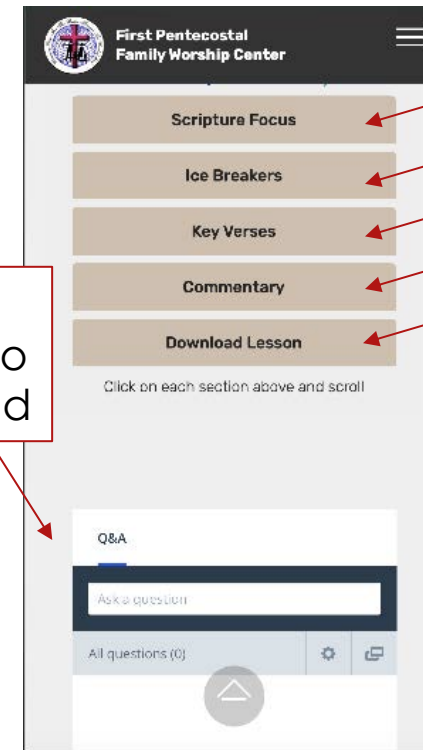 First Pentecostal
Family Worship Center
Scripture Focus
Ice Breakers
Key Verses
Commentary
Download Lesson
Click on each section above and scroll
o
d
Q&A
Ask a question
All questions (0)